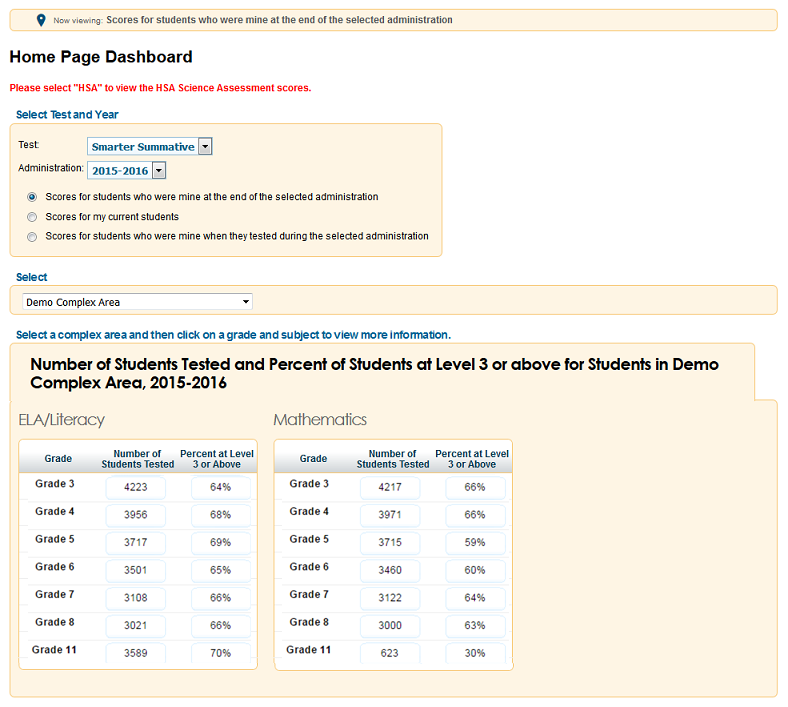 Now viewing: Scores for students who were mine at the end of the selected administration
Home Page Dashboard
Please select "HSA" to view the HSA Science Assessment scores.
Select Test and Year
Test: Smarter Summative
Administration: 2015-2016
Scores for students who were mine at the end of the selected administration
Scores for my current students
Scores for students who were mine when they tested during the selected administration
Select
Demo Complex Area
Select a complex area and then click on a grade and subject to view more information.
Number of Students Tested and Percent of Students at Level 3 or above for Students in Demo
Complex Area, 2015-2016
ELA/Literacy
Grade Number of Students Tested Percent at Level 3 or Above
Grade 3 4223 64%
Grade 4 3956 68%
Grade 5 3717 69%
Grade 6 3501 65%
Grade 7 3108 66%
Grade 8 3021 66%
Grade 11 3589 70%
Mathematics
Grade Number of Students Tested Percent at Level 3 or Above
Grade 3 4217 66%
Grade 4 3971 66%
Grade 5 3715 59%
Grade 6 3460 60%
Grade 7 3122 64%
Grade 8 3000 63%
Grade 11 623 30%